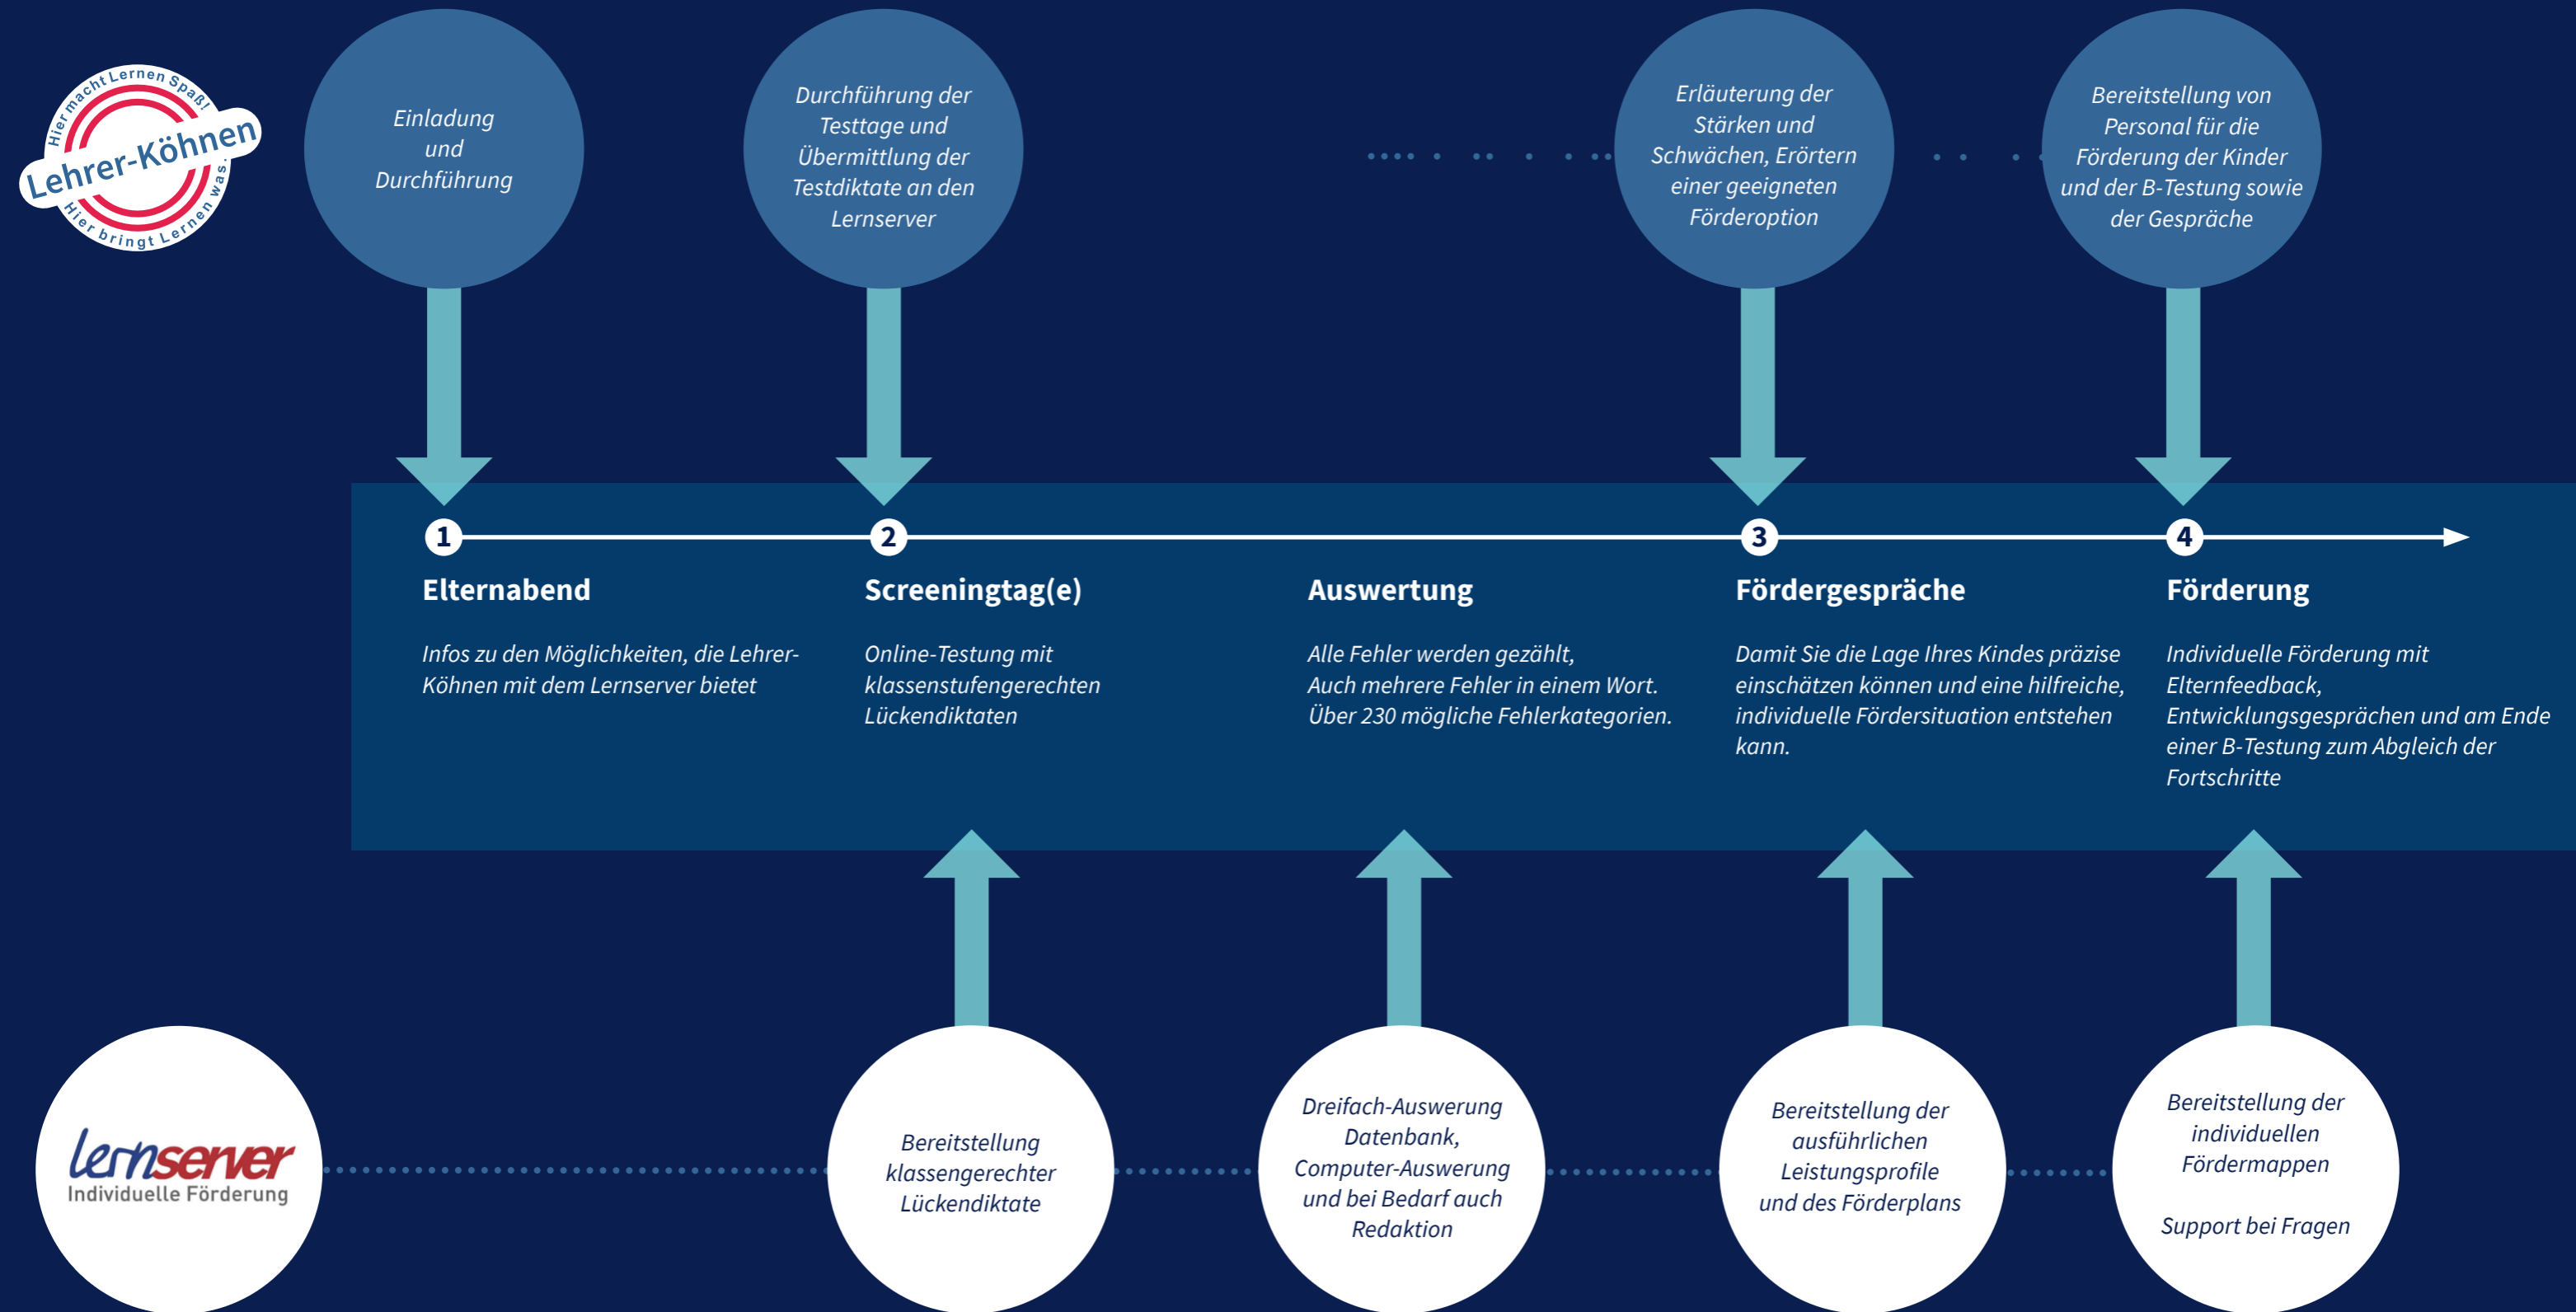 Hier macht Lernen Spaß!
Lehrer-Köhnen
Hier bringt Lernen was.
Einladung
und
Durchführung
Durchführung der
Testtage und
Übermittlung der
Testdiktate an den
Lernserver
Erläuterung der
Stärken und
Schwächen, Erörtern
einer geeigneten
Förderoption
Bereitstellung von
Personal für die
Förderung der Kinder
und der B-Testung sowie
der Gespräche
1
2
3
4
Elternabend
Infos zu den Möglichkeiten, die Lehrer-
Köhnen mit dem Lernserver bietet
Screeningtag(e)
Online-Testung mit
klassenstufengerechten
Lückendiktaten
Auswertung
Alle Fehler werden gezählt,
Auch mehrere Fehler in einem Wort.
Über 230 mögliche Fehlerkategorien.
Fördergespräche
Damit Sie die Lage Ihres Kindes präzise
einschätzen können und eine hilfreiche,
individuelle Fördersituation entstehen
kann.
Förderung
Individuelle Förderung mit
Elternfeedback,
Entwicklungsgesprächen und am Ende
einer B-Testung zum Abgleich der
Fortschritte
lernserver
Individuelle Förderung
Bereitstellung
klassengerechter
Lückendiktate
Dreifach-Auswerung
Datenbank,
Computer-Auswerung
und bei Bedarf auch
Redaktion
Bereitstellung der
ausführlichen
Leistungsprofile
und des Förderplans
Bereitstellung der
individuellen
Fördermappen
Support bei Fragen